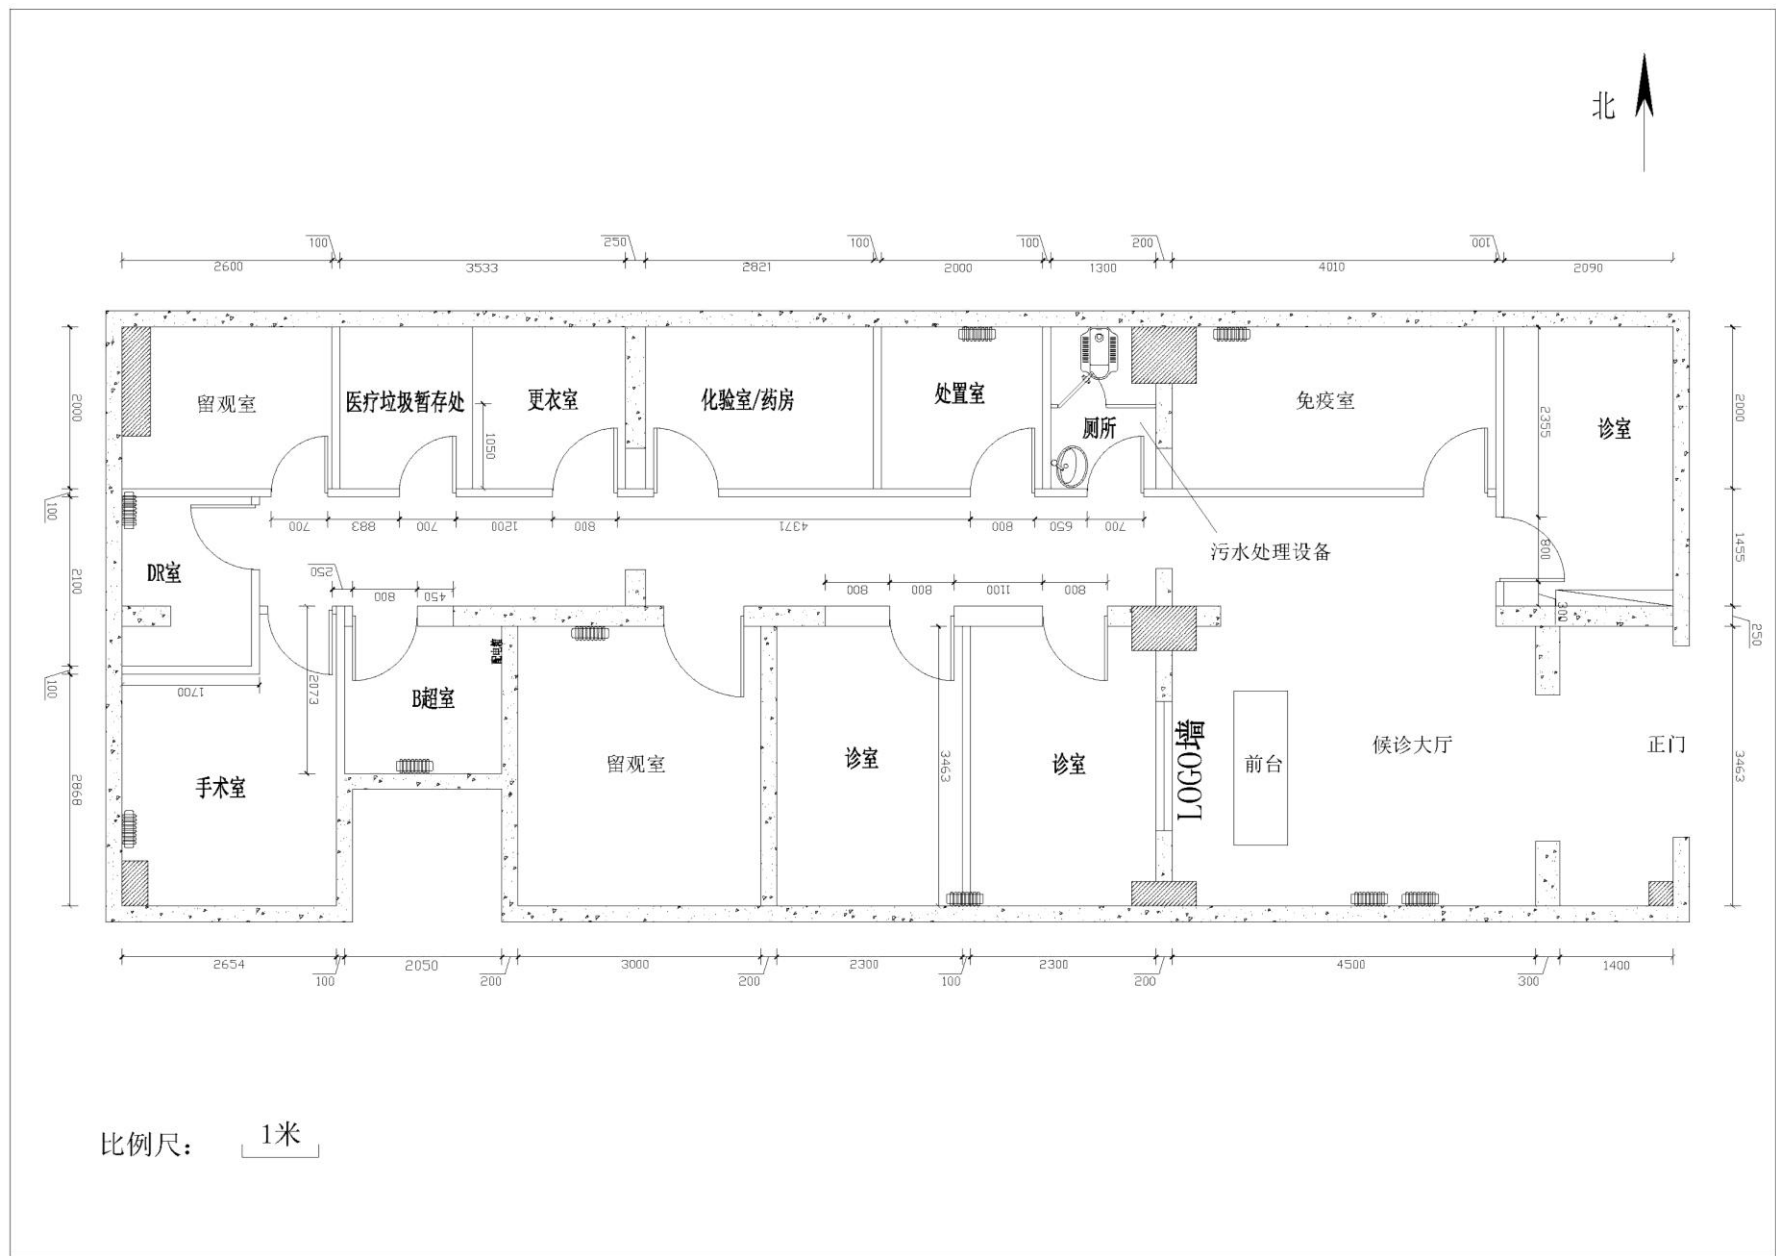 北
100
250
100
100
200
100
2600
3533
2821
2000
1300
4010
2090
留观室
医疗垃圾暂存处
更衣室
化验室/药房
处置室
厕所
免疫室
诊室
2000
1050
2355
2000
100
700
883
700
1200
800
4371
800
650
700
污水处理设备
800
1455
DR室
2100
250
800
450
800
800
1100
800
300
250
配电箱
100
1700
2073
B超室
手术室
2868
留观室
诊室
3463
诊室
LOGO墙
前台
候诊大厅
正门
3463
2654
2050
3000
2300
2300
4500
1400
100
200
200
100
200
300
比例尺：
1米